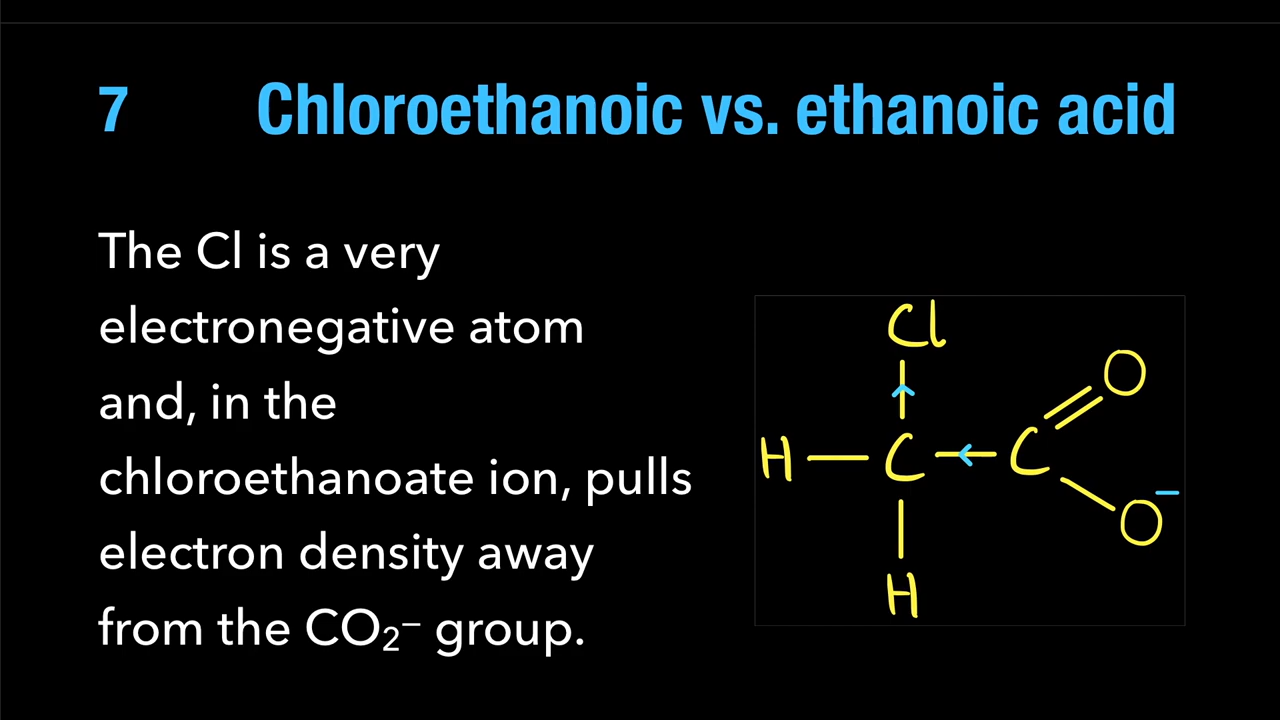 7 Chloroethanoic vs. ethanoic acid
The Cl is a very
electronegative atom
and, in the
chloroethanoate ion, pulls
electron density away
from the CO₂⁻ group.
Cl
O
H C C
O⁻
H